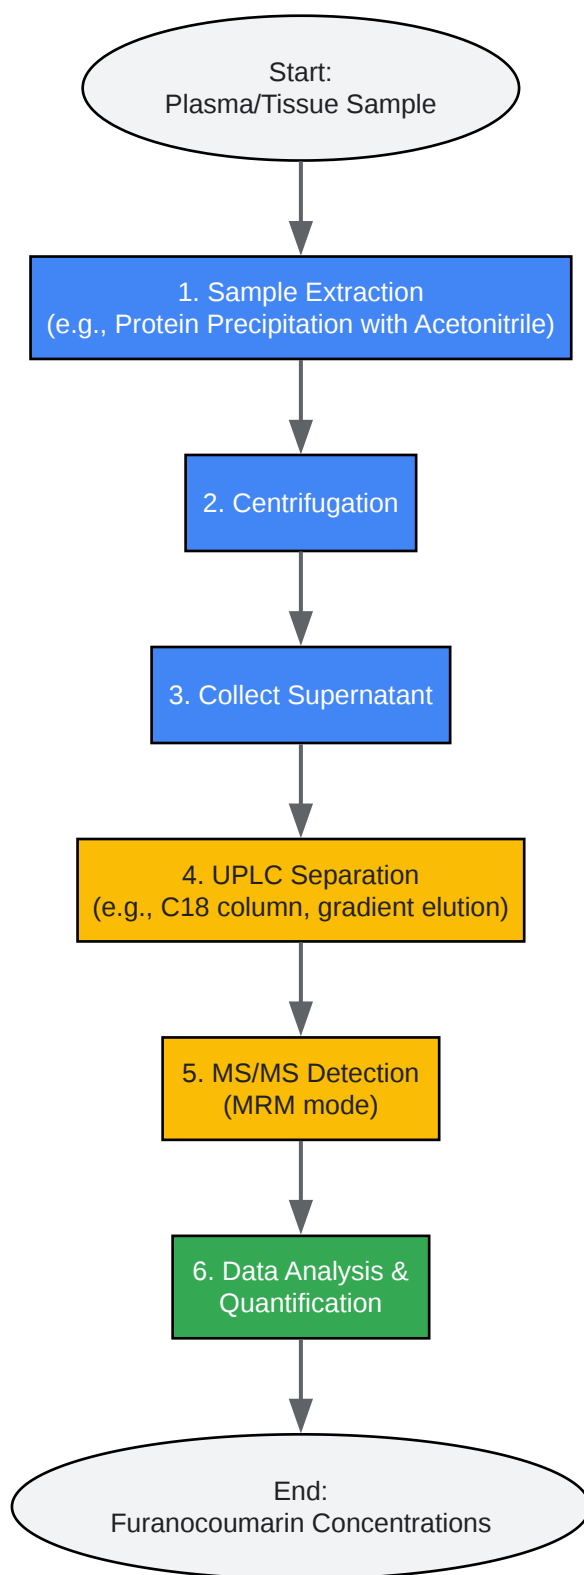 Start:
Plasma/Tissue Sample
1. Sample Extraction
(e.g., Protein Precipitation with Acetonitrile)
2. Centrifugation
3. Collect Supernatant
4. UPLC Separation
(e.g., C18 column, gradient elution)
5. MS/MS Detection
(MRM mode)
6. Data Analysis &
Quantification
End:
Furanocoumarin Concentrations